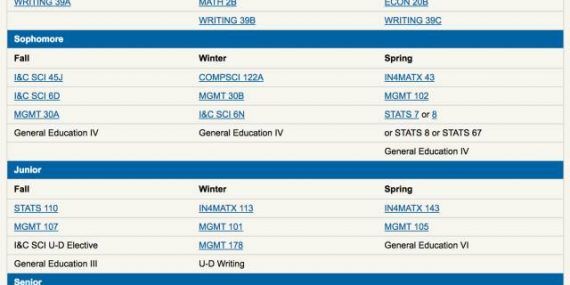 WRITING 39A MATH 2B ECON 20B
WRITING 39B WRITING 39C
Sophomore
Fall Winter Spring
I&C SCI 45J COMPSCI 122A IN4MATX 43
I&C SCI 6D MGMT 30B MGMT 102
MGMT 30A I&C SCI 6N STATS 7 or 8
General Education IV General Education IV or STATS 8 or STATS 67
General Education IV
Junior
Fall Winter Spring
STATS 110 IN4MATX 113 IN4MATX 143
MGMT 107 MGMT 101 MGMT 105
I&C SCI U-D Elective MGMT 178 General Education VI
General Education III U-D Writing
Senior